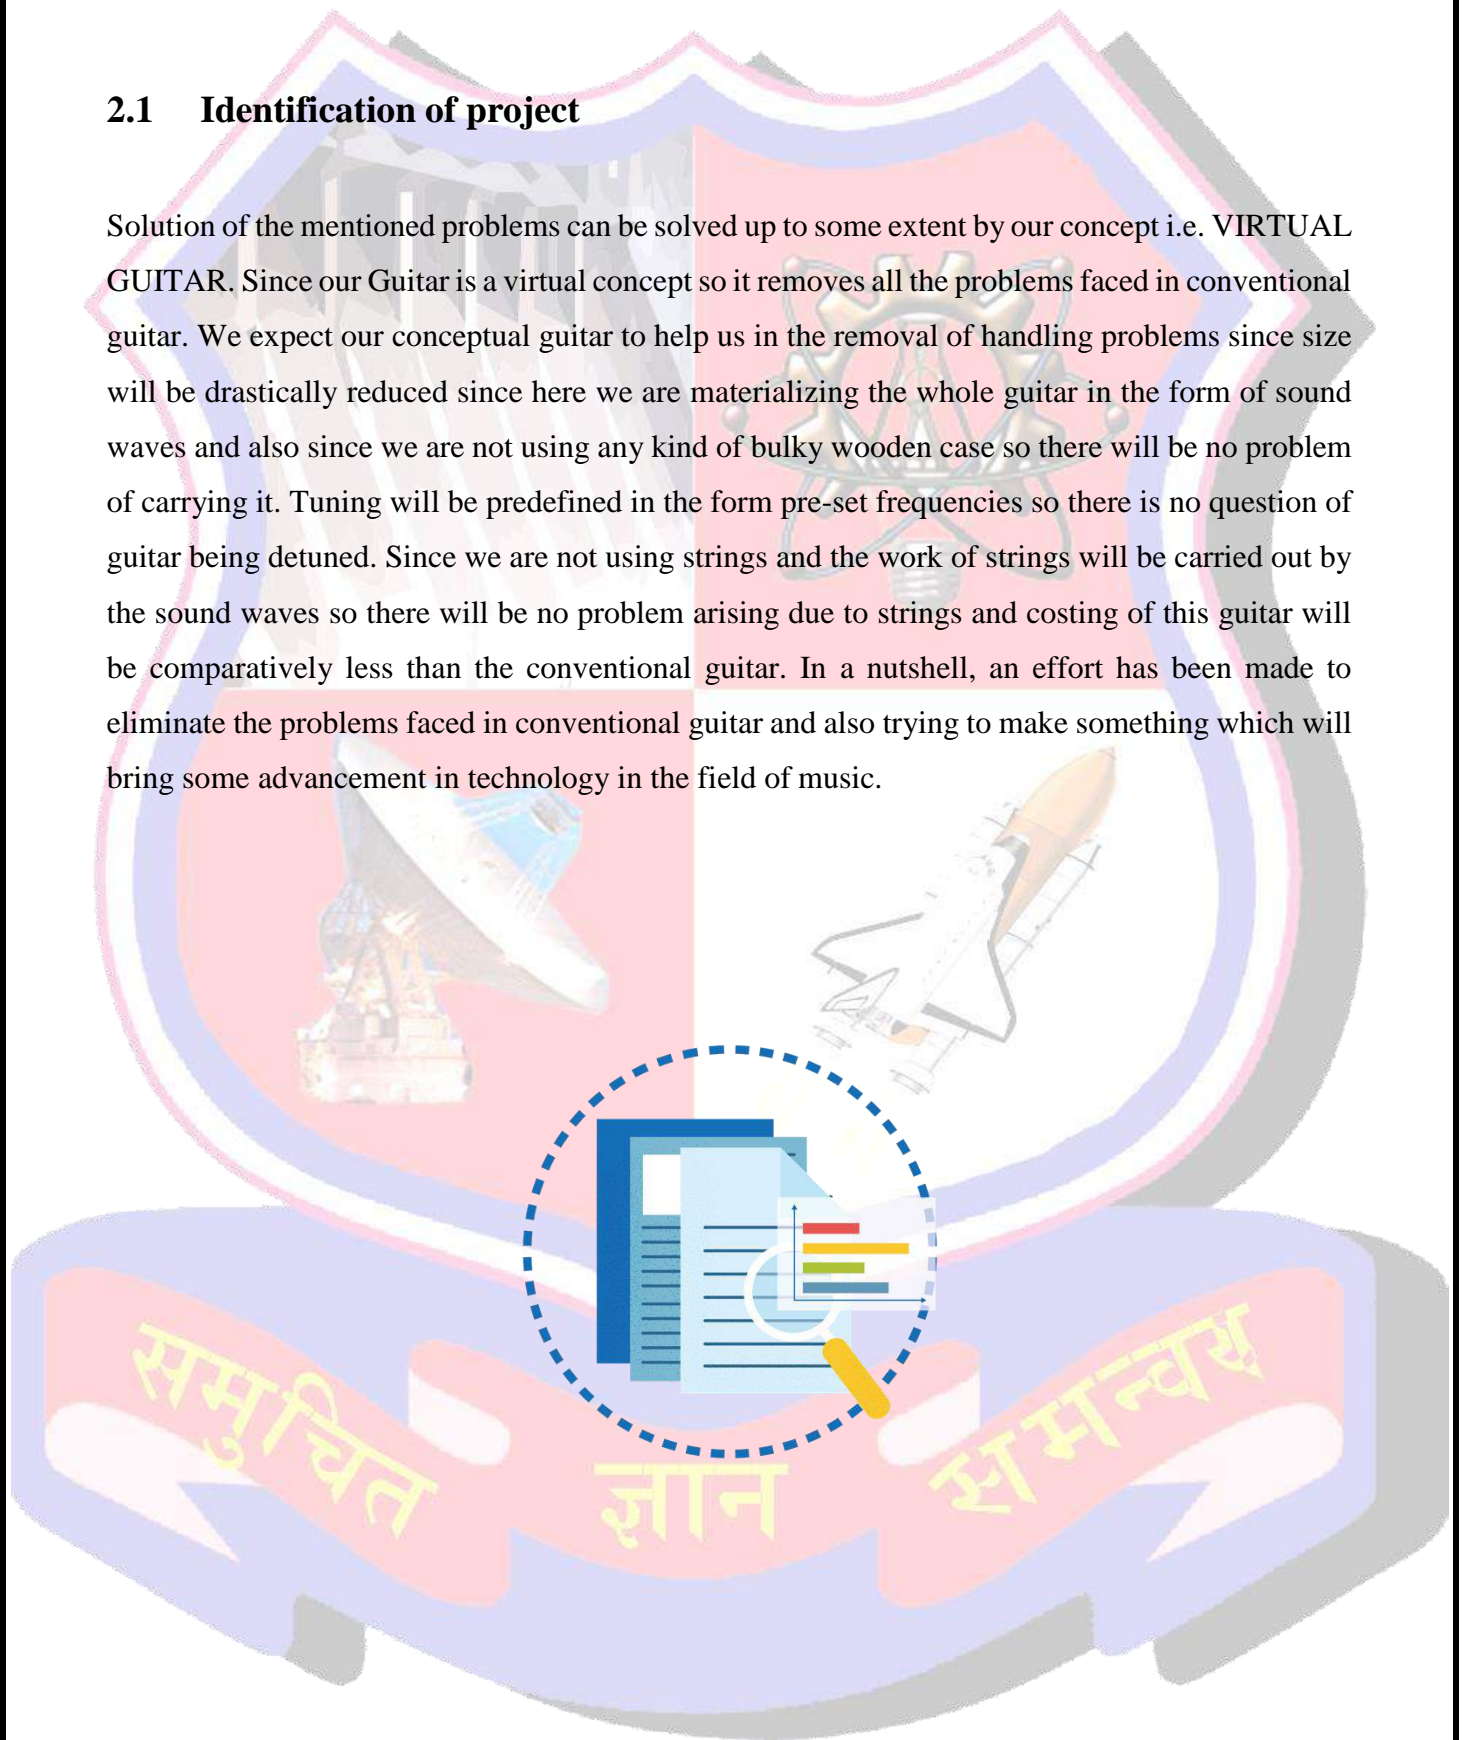 2.1 Identification of project
Solution of the mentioned problems can be solved up to some extent by our concept i.e. VIRTUAL
GUITAR. Since our Guitar is a virtual concept so it removes all the problems faced in conventional
guitar. We expect our conceptual guitar to help us in the removal of handling problems since size
will be drastically reduced since here we are materializing the whole guitar in the form of sound
waves and also since we are not using any kind of bulky wooden case so there will be no problem
of carrying it. Tuning will be predefined in the form pre-set frequencies so there is no question of
guitar being detuned. Since we are not using strings and the work of strings will be carried out by
the sound waves so there will be no problem arising due to strings and costing of this guitar will
be comparatively less than the conventional guitar. In a nutshell, an effort has been made to
eliminate the problems faced in conventional guitar and also trying to make something which will
bring some advancement in technology in the field of music.
समुचित ज्ञान समन्वय